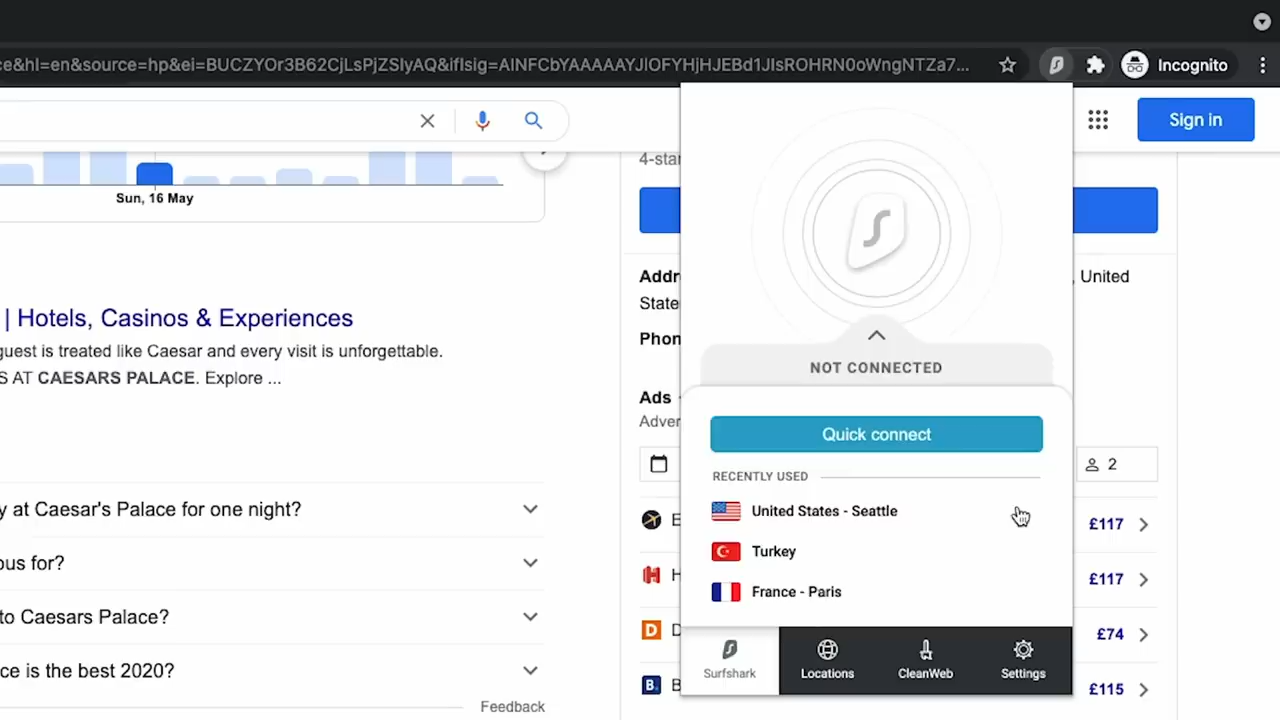 ce&hl=en&source=hp&ei=BUCZYOr3B62CjLsPjZSIyAQ&iflsig=AINFCbYAAAAAYJIOFYHjHJEBd1JIsROHRN0oWngNTZa7...
Incognito
Sign in
4-star
Sun, 16 May
Addr
, United
State
Phon
| Hotels, Casinos & Experiences
guest is treated like Caesar and every visit is unforgettable.
S AT CAESARS PALACE. Explore ...
NOT CONNECTED
Ads
Adver
Quick connect
2
RECENTLY USED
y at Caesar's Palace for one night?
United States - Seattle
E
£117
Turkey
ous for?
H
£117
France - Paris
to Caesars Palace?
D
D
£74
ce is the best 2020?
Surfshark
Locations
CleanWeb
Settings
B.
B
£115
Feedback